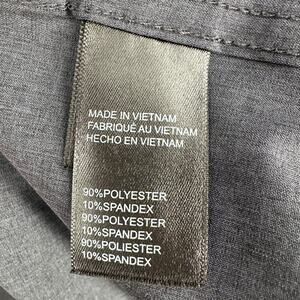 MADE IN VIETNAM
FABRIQUÉ AU VIETNAM
HECHO EN VIETNAM
90%POLYESTER
10%SPANDEX
90%POLYESTER
10%SPANDEX
90%POLIESTER
10%SPANDEX